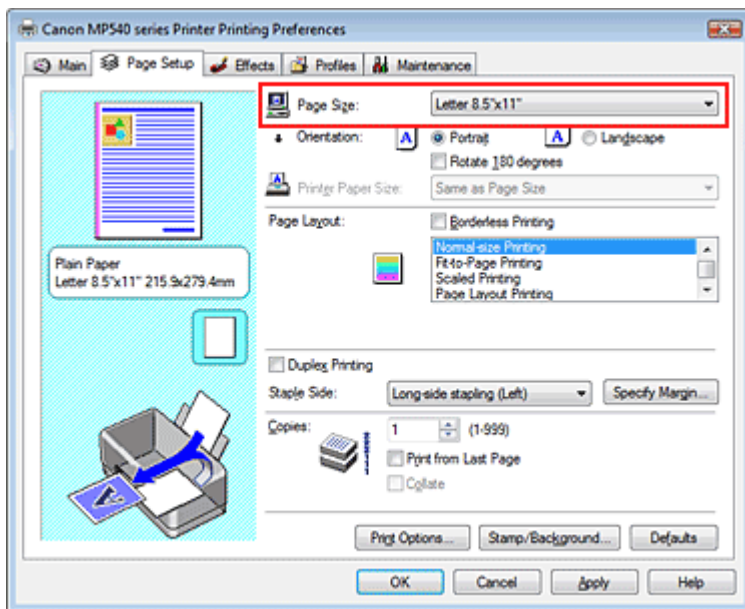 Canon MP540 series Printer Printing Preferences
Main Page Setup Effects Profiles Maintenance
Page Size: Letter 8.5"x11"
Orientation: A Portrait A Landscape
Rotate 180 degrees
Printer Paper Size: Same as Page Size
Page Layout: Borderless Printing
Normal-size Printing
Fit-to-Page Printing
Scaled Printing
Page Layout Printing
Plain Paper
Letter 8.5"x11" 215.9x279.4mm
Duplex Printing
Staple Side: Long-side stapling (Left) Specify Margin...
Copies: 1 (1-999)
Print from Last Page
Collate
A
Print Options... Stamp/Background... Defaults
OK Cancel Apply Help